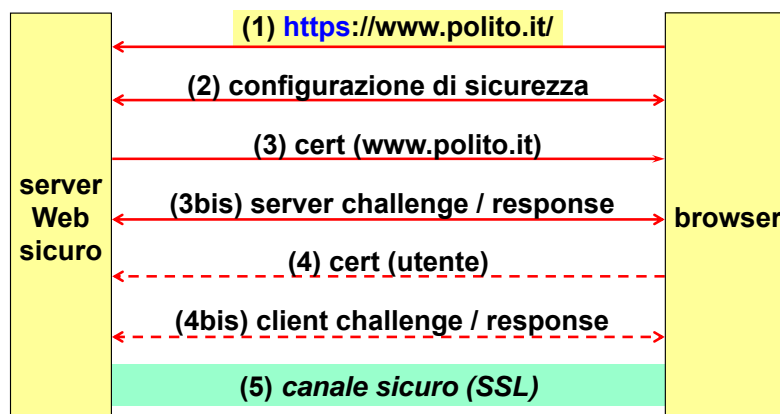 (1) https://www.polito.it/
(2) configurazione di sicurezza
(3) cert (www.polito.it)
server
Web
sicuro
(3bis) server challenge / response
browser
(4) cert (utente)
(4bis) client challenge / response
(5) canale sicuro (SSL)